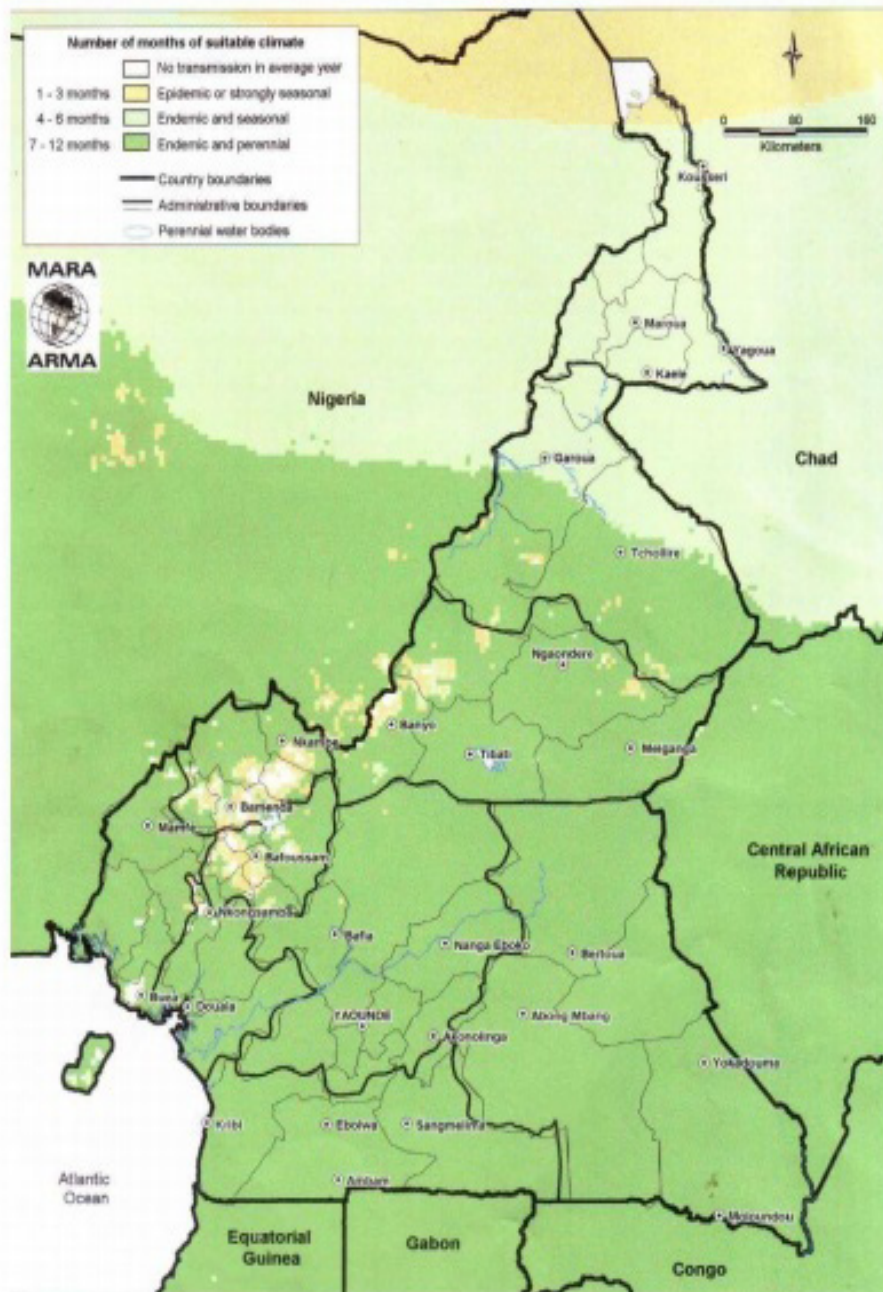 Number of months of suitable climate
No transmission in average year
1 - 3 months Epidemic or strongly seasonal
4 - 6 months Endemic and seasonal
7 - 12 months Endemic and perennial
Country boundaries
Administrative boundaries
Perennial water bodies
0 80 160
Kilometers
MARA
ARMA
Kousseri
Maroua
Yagoua
Kaele
Nigeria
Garoua
Chad
Tchollire
Ngaondere
Banyo
Nkambe
Tibati
Meiganga
Bamenda
Mamfe
Bafoussam
Central African
Republic
Nkongsamba
Bafia
Nanga Eboko
Bertoua
Buea
Douala
YAOUNDE
Abong Mbang
Akonolinga
Yokadouma
Kribi
Ebolwa
Sangmelima
Atlantic
Ocean
Ambam
Moloundou
Equatorial
Guinea
Gabon
Congo